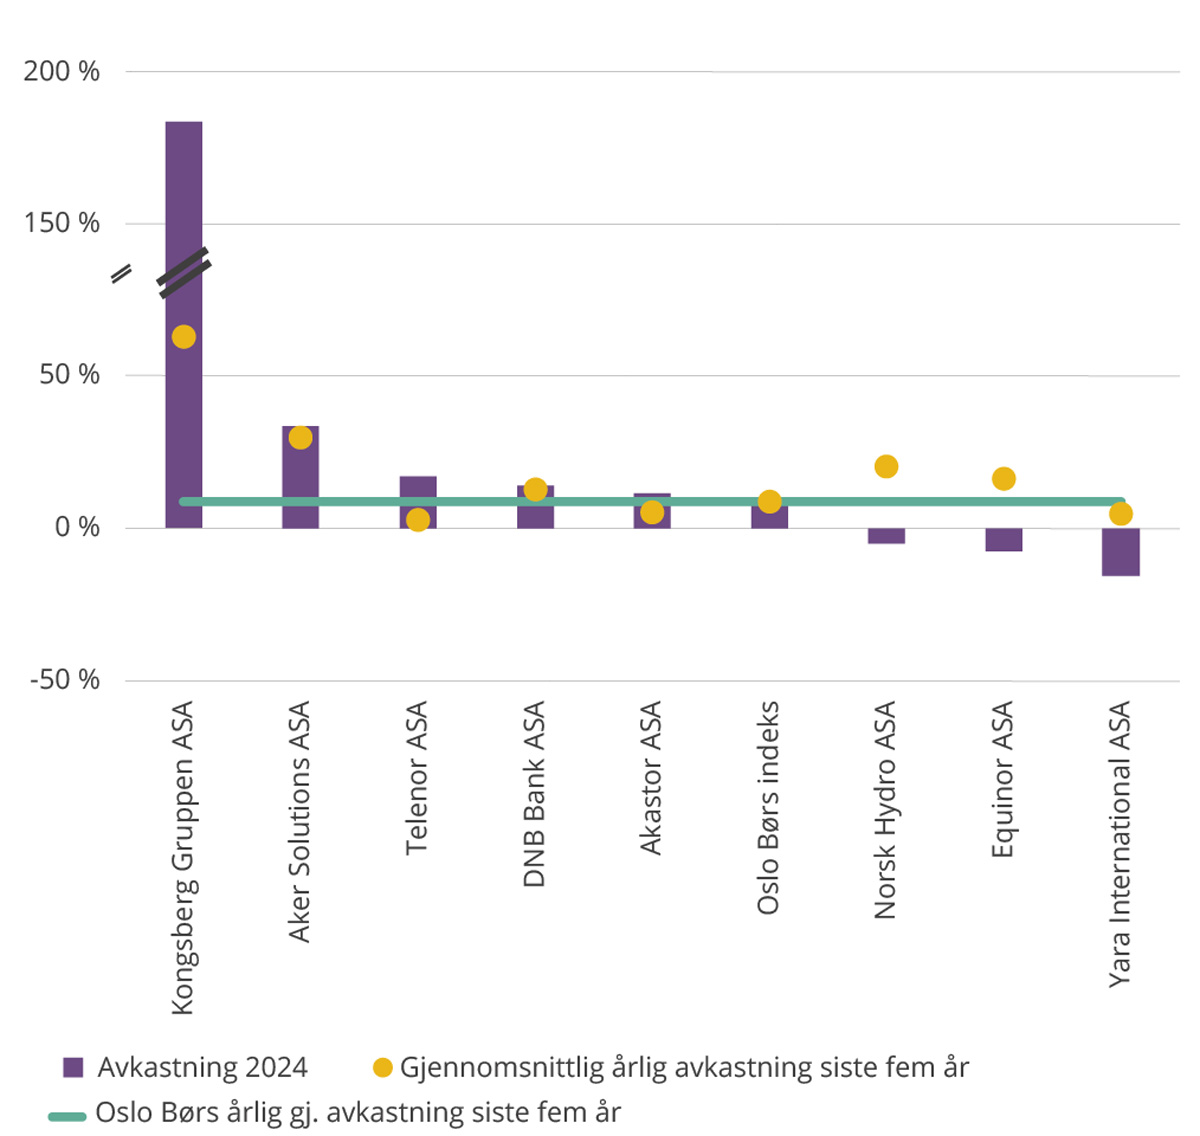 200 %
150 %
50 %
0 %
-50 %
Kongsberg Gruppen ASA
Aker Solutions ASA
Telenor ASA
DNB Bank ASA
Akastor ASA
Oslo Børs indeks
Norsk Hydro ASA
Equinor ASA
Yara International ASA
Avkastning 2024
Gjennomsnittlig årlig avkastning siste fem år
Oslo Børs årlig gj. avkastning siste fem år